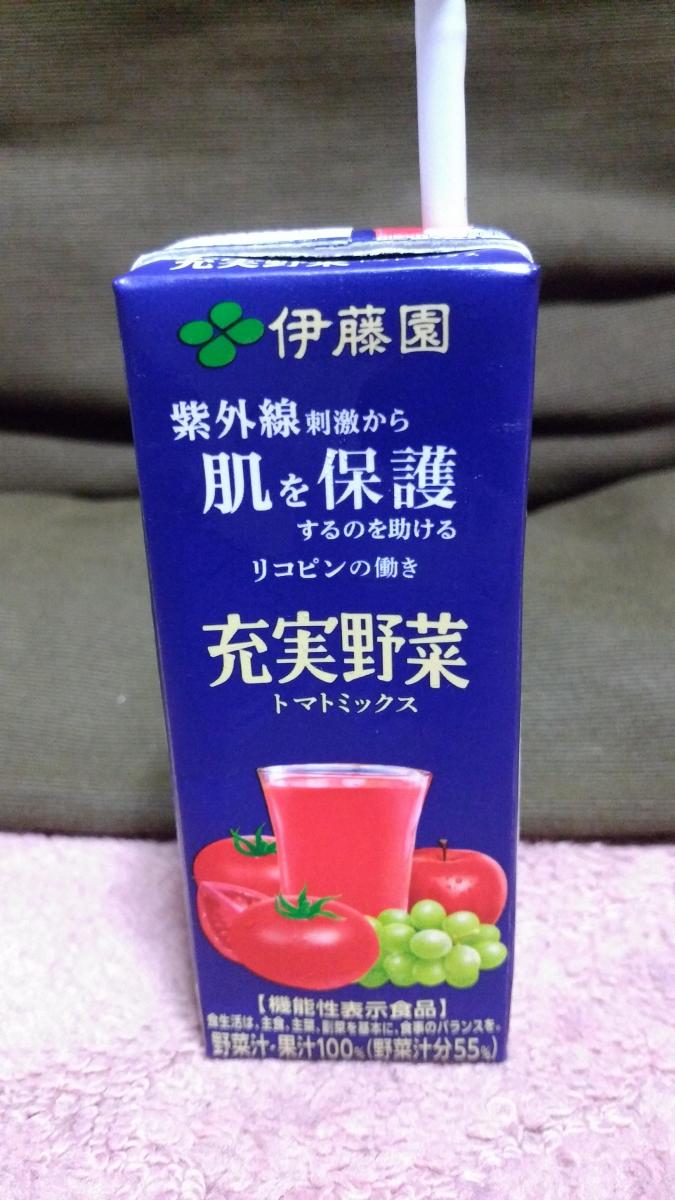 充実野菜
伊藤園
紫外線刺激から
肌を保護
するのを助ける
リコピンの働き
充実野菜
トマトミックス
【機能性表示食品】
食生活は、主食、主菜、副菜を基本に、食事のバランスを。
野菜汁・果汁100%(野菜汁分55%)